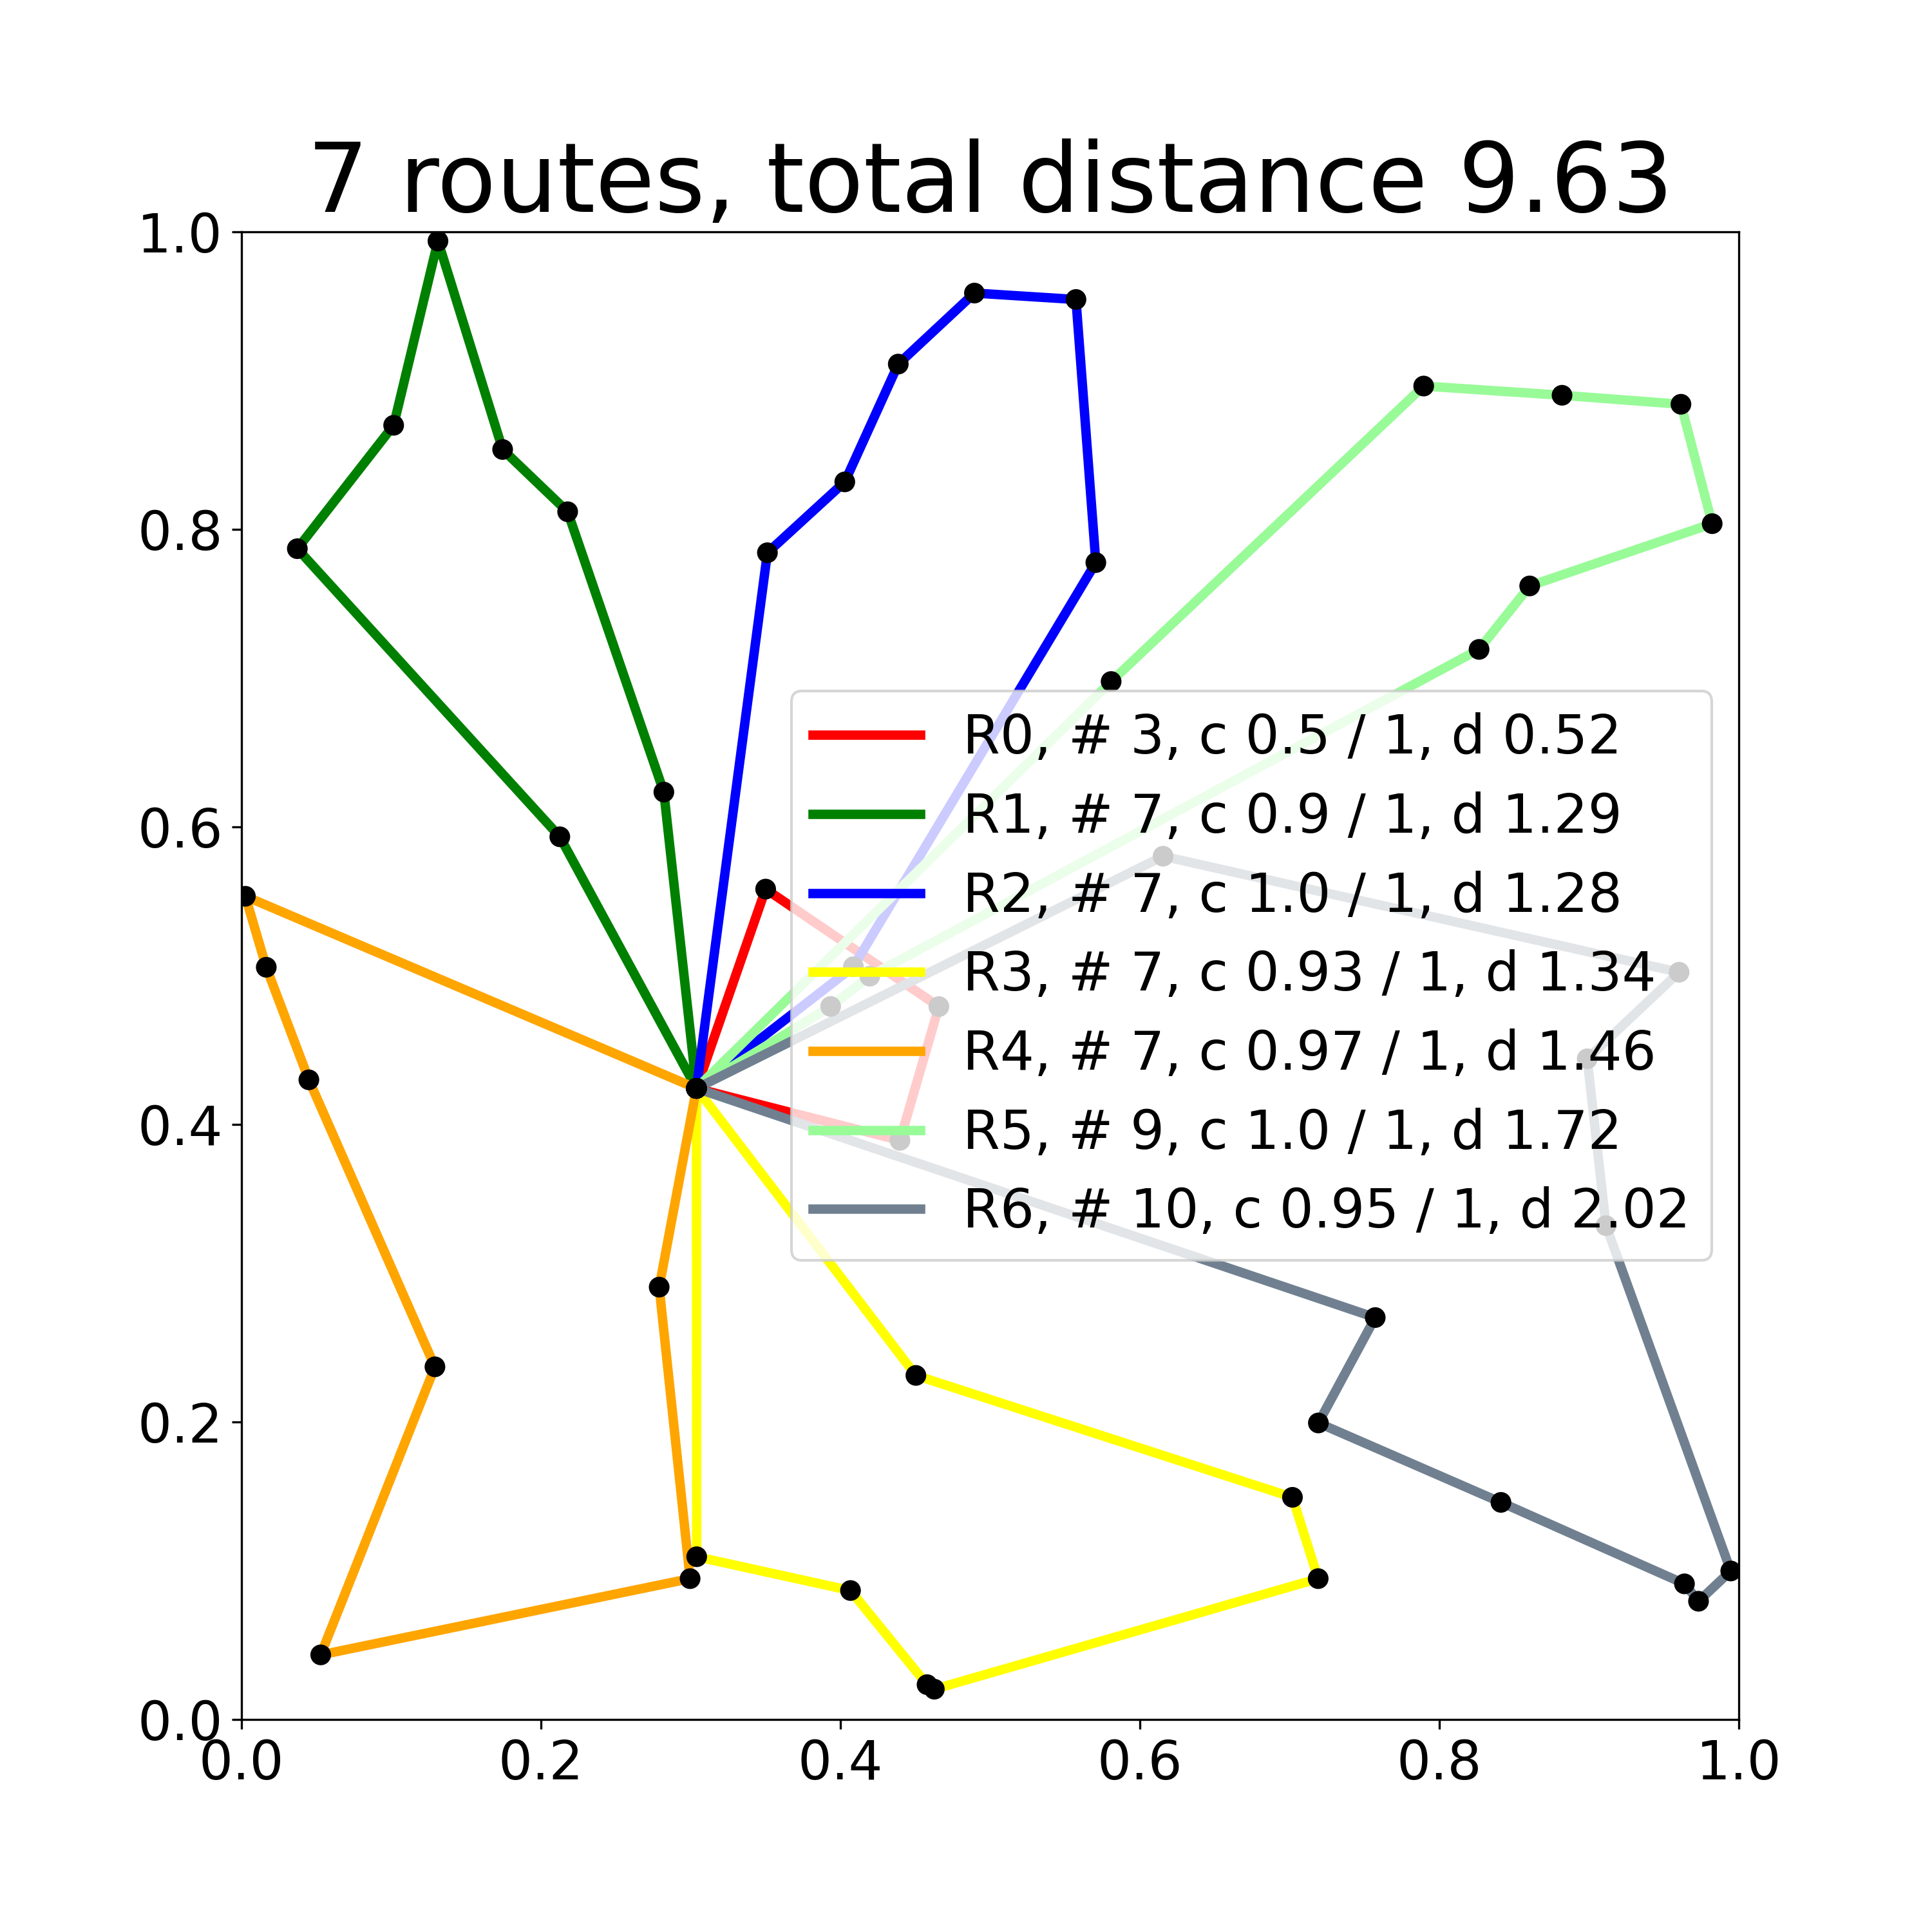 7 routes, total distance 9.63
1.0
0.8
0.6
0.4
0.2
0.0
R0, # 3, c 0.5 / 1, d 0.52
R1, # 7, c 0.9 / 1, d 1.29
R2, # 7, c 1.0 / 1, d 1.28
R3, # 7, c 0.93 / 1, d 1.34
R4, # 7, c 0.97 / 1, d 1.46
R5, # 9, c 1.0 / 1, d 1.72
R6, # 10, c 0.95 / 1, d 2.02
0.0 0.2 0.4 0.6 0.8 1.0